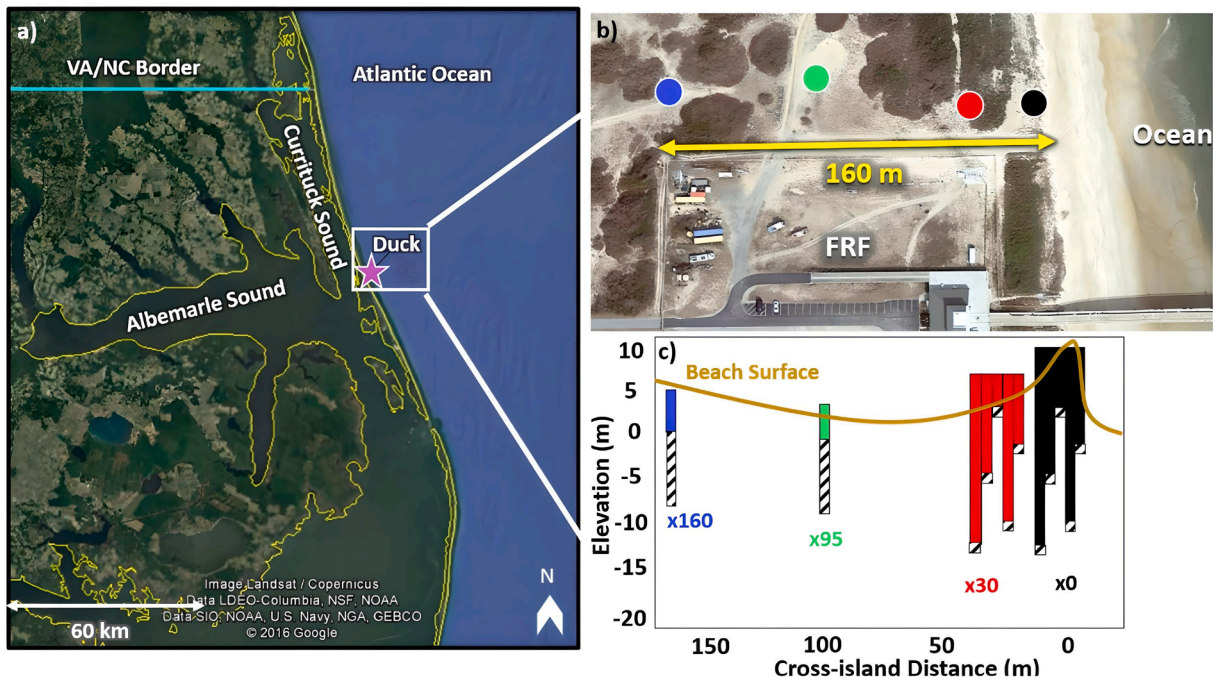 a)
VA/NC Border
Atlantic Ocean
Currituck Sound
Duck
Albemarle Sound
Image Landsat / Copernicus
Data LDEO-Columbia, NSF, NOAA
Data SIO, NOAA, U.S. Navy, NGA, GEBCO
© 2016 Google
60 km
N
b)
Ocean
160 m
FRF
c)
Beach Surface
10
5
0
-5
-10
-15
-20
Elevation (m)
x160
x95
x30
x0
150
100
50
0
Cross-island Distance (m)